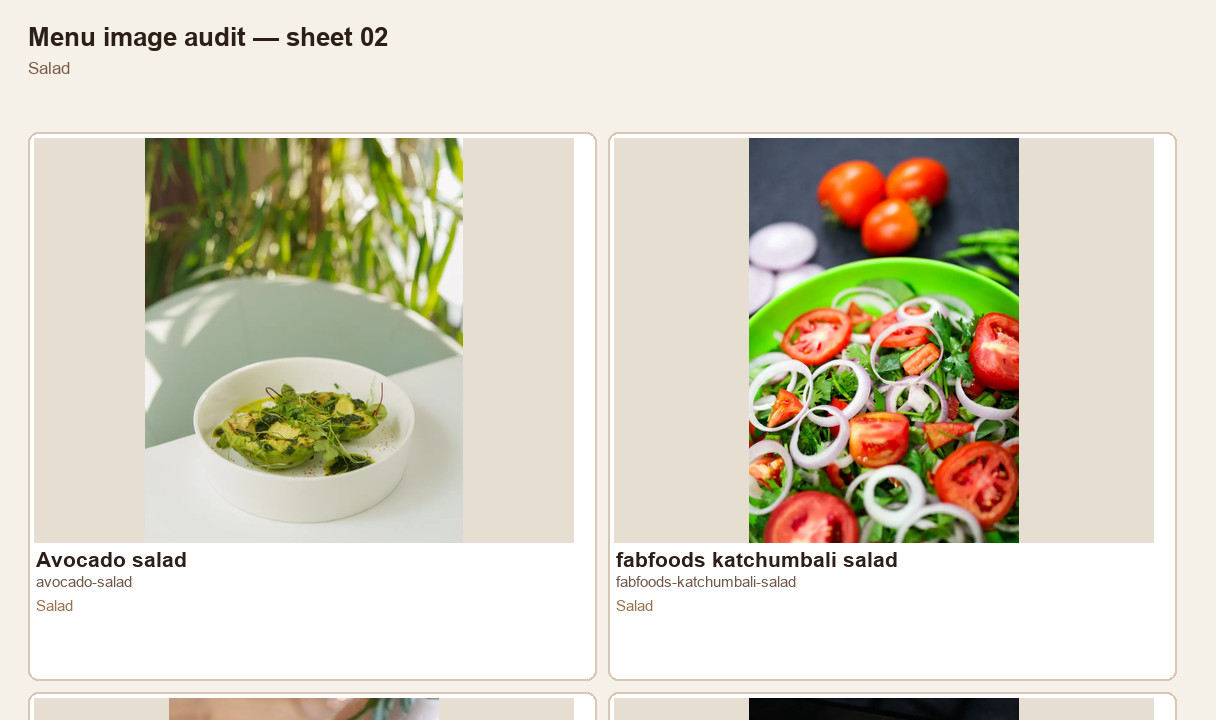 Menu image audit — sheet 02
Salad
Avocado salad
avocado-salad
Salad
fabfoods katchumbali salad
fabfoods-katchumbali-salad
Salad